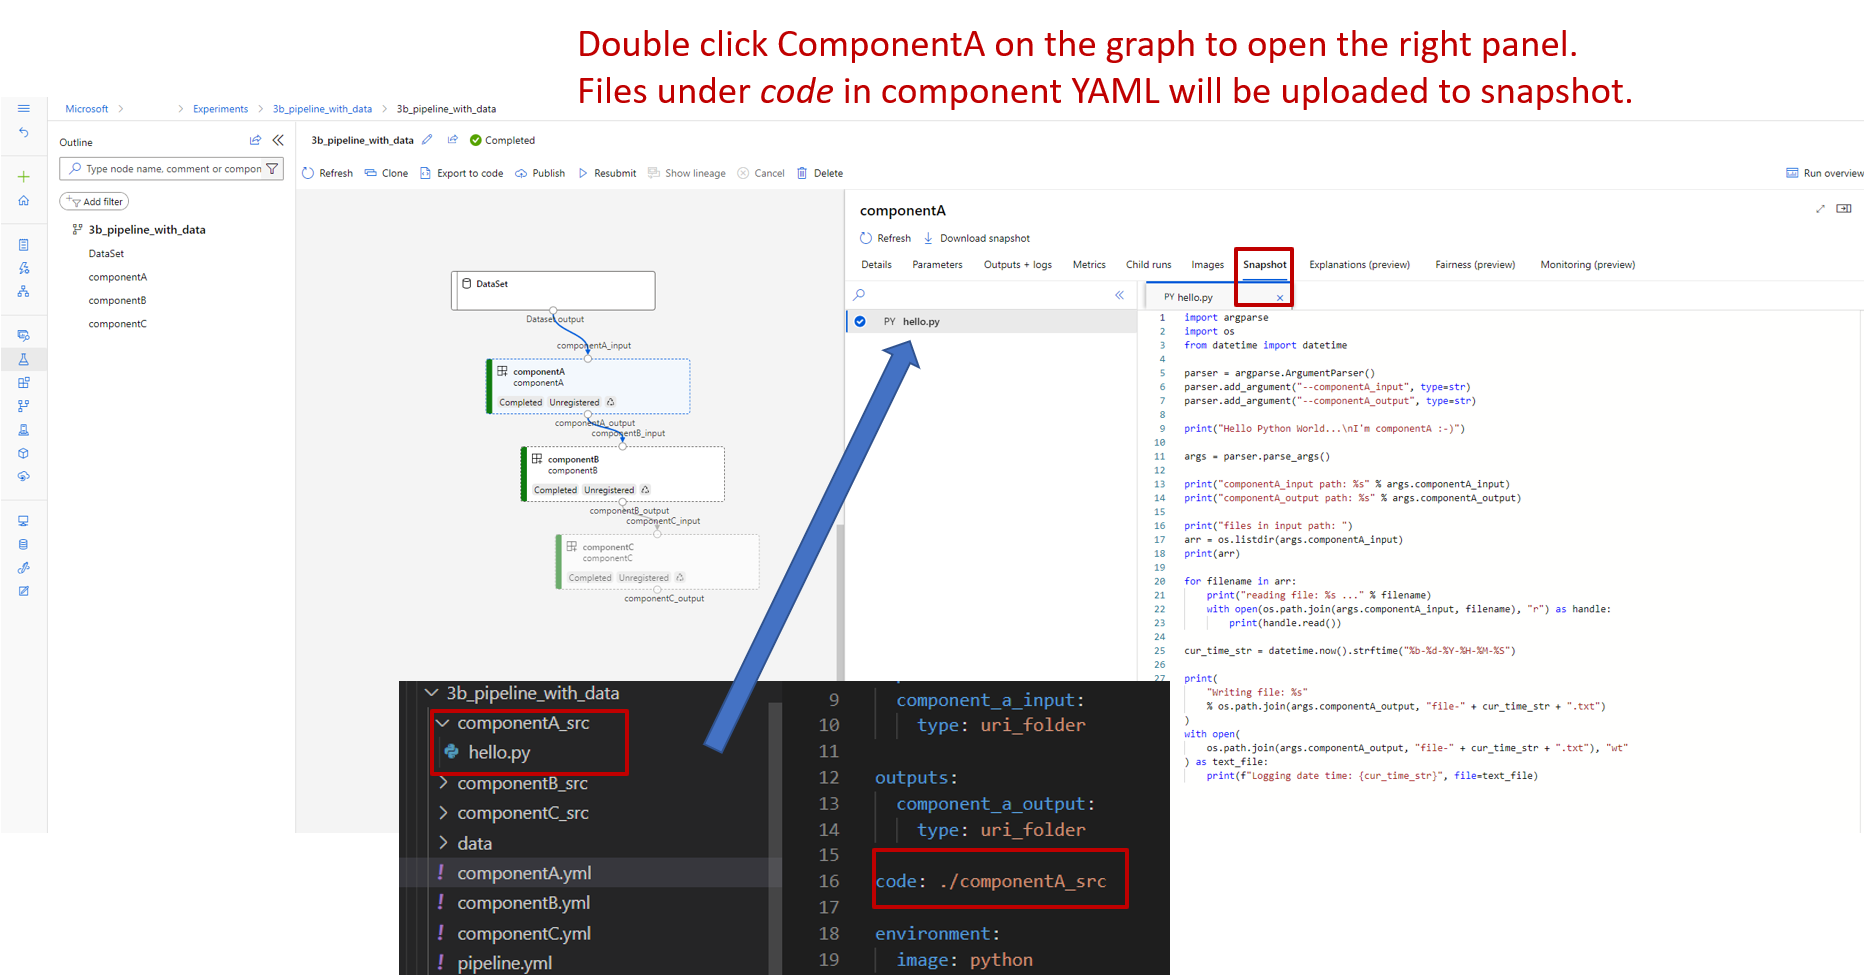 Double click ComponentA on the graph to open the right panel.
Files under code in component YAML will be uploaded to snapshot.
Microsoft > > Experiments > 3b_pipeline_with_data > 3b_pipeline_with_data
Outline
Type node name, comment or compon
Add filter
3b_pipeline_with_data
DataSet
componentA
componentB
componentC
3b_pipeline_with_data Completed
Refresh Clone Export to code Publish Resubmit Show lineage Cancel Delete
Run overview
DataSet
Dataset_output
componentA_input
componentA
componentA
Completed Unregistered
componentA_output
componentB_input
componentB
componentB
Completed Unregistered
componentB_output
componentC_input
componentC
componentC
Completed Unregistered
componentC_output
componentA
Refresh Download snapshot
Details Parameters Outputs + logs Metrics Child runs Images Snapshot Explanations (preview) Fairness (preview) Monitoring (preview)
PY hello.py
PY hello.py
1 import argparse
2 import os
3 from datetime import datetime
4
5 parser = argparse.ArgumentParser()
6 parser.add_argument("--componentA_input", type=str)
7 parser.add_argument("--componentA_output", type=str)
8
9 print("Hello Python World...\nI'm componentA :-)")
10
11 args = parser.parse_args()
12
13 print("componentA_input path: %s" % args.componentA_input)
14 print("componentA_output path: %s" % args.componentA_output)
15
16 print("files in input path: ")
17 arr = os.listdir(args.componentA_input)
18 print(arr)
19
20 for filename in arr:
21 print("reading file: %s ..." % filename)
22 with open(os.path.join(args.componentA_input, filename), "r") as handle:
23 print(handle.read())
24
25 cur_time_str = datetime.now().strftime("%b-%d-%Y-%H-%M-%S")
26
27 print(
"Writing file: %s"
% os.path.join(args.componentA_output, "file-" + cur_time_str + ".txt")
)
with open(
os.path.join(args.componentA_output, "file-" + cur_time_str + ".txt"), "wt"
) as text_file:
print(f"Logging date time: {cur_time_str}", file=text_file)
3b_pipeline_with_data
componentA_src
hello.py
componentB_src
componentC_src
data
! componentA.yml
! componentB.yml
! componentC.yml
! pipeline.yml
9 component_a_input:
10 type: uri_folder
11
12 outputs:
13 component_a_output:
14 type: uri_folder
15
16 code: ./componentA_src
17
18 environment:
19 image: python